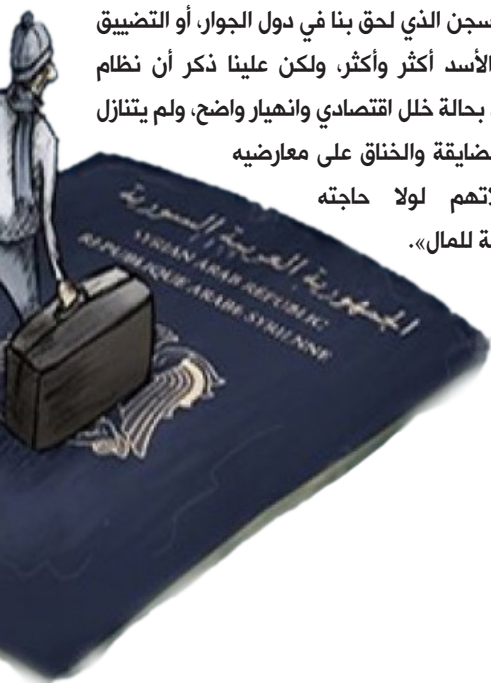 سجن الذي لحق بنا في دول الجوار، أو التضييق
الأسد أكثر وأكثر، ولكن علينا ذكر أن نظام
بحالة خلل اقتصادي وانهيار واضح، ولم يتنازل
ضايقة والخناق على معارضيه
لاتهم لولا حاجته
ة للمال».
الجمهورية العربية السورية
SYRIAN ARAB REPUBLIC
REPUBLIQUE ARABE SYRIENNE